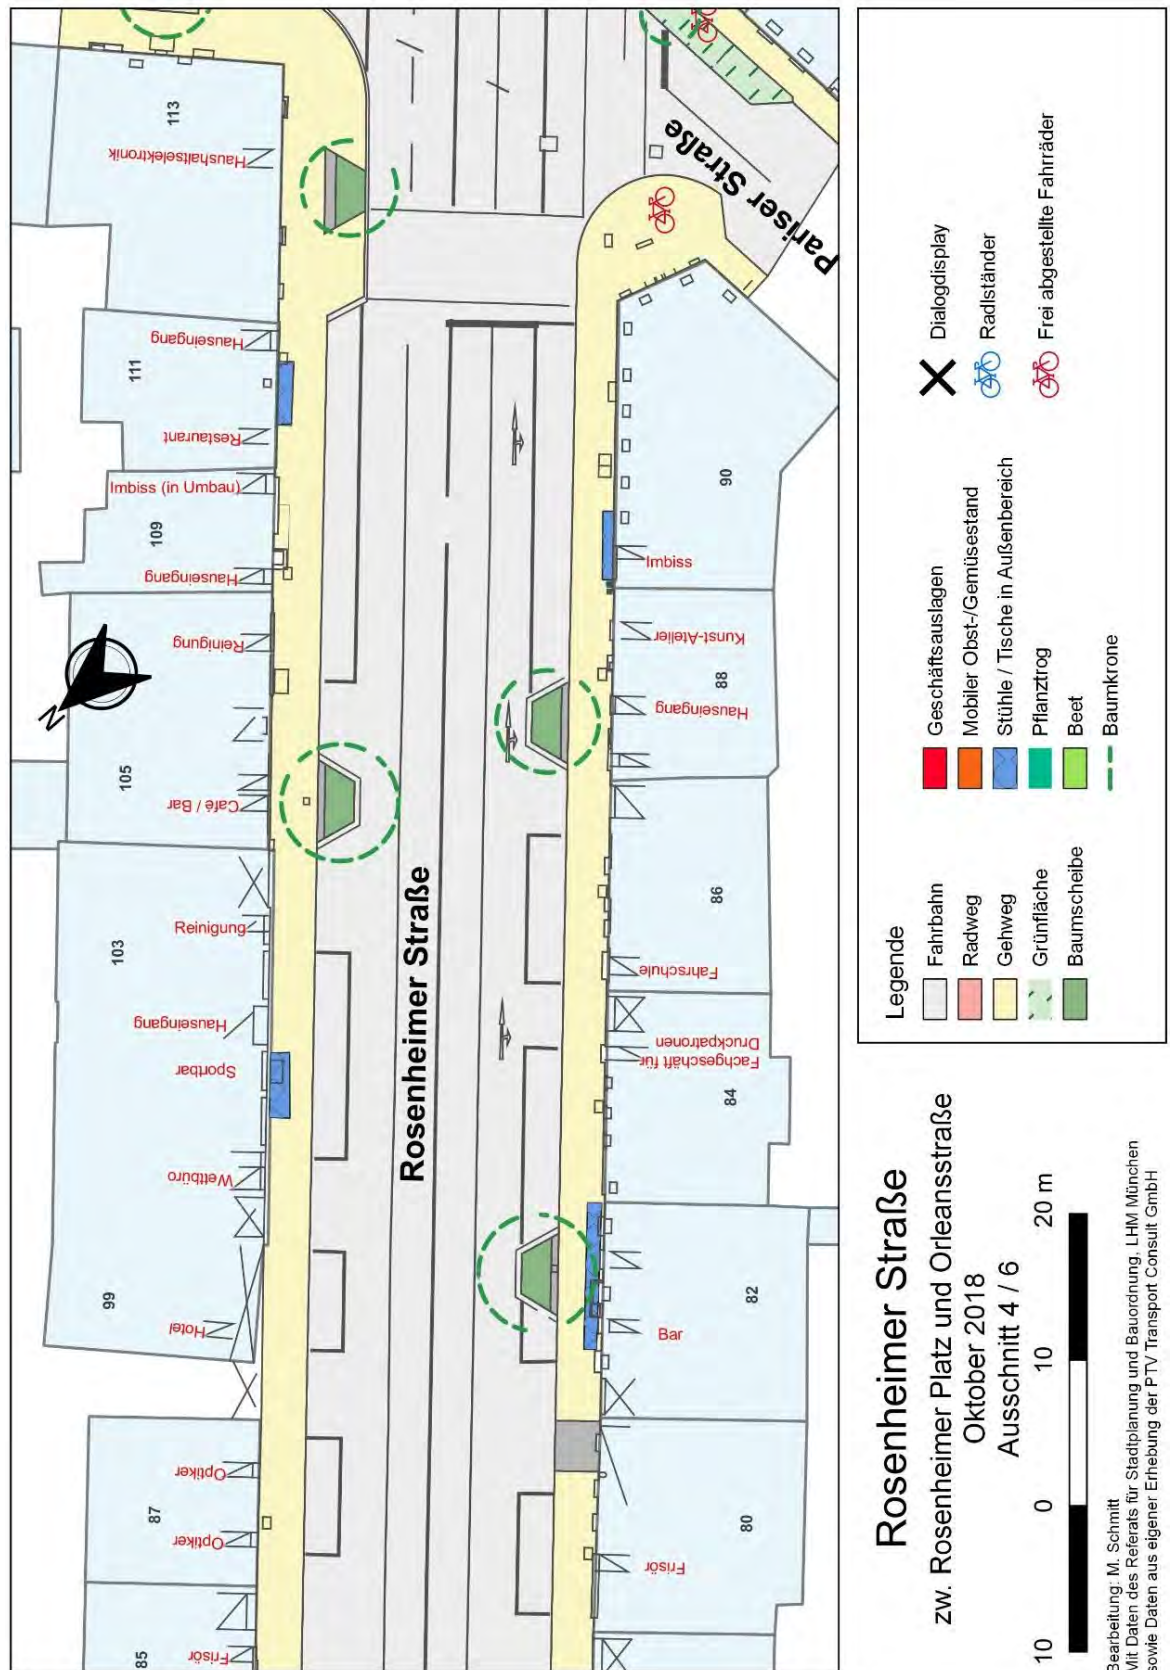 113
Haushaltselektronik
Hauseingang
111
Restaurant
Imbiss (in Umbau)
109
Hauseingang
Reinigung
N
105
Café / Bar
103
Reinigung
Hauseingang
Sportbar
Wettbüro
99
Hotel
Optiker
87
Optiker
85
Frisör
Rosenheimer Straße
Pariser Straße
90
Imbiss
Kunst-Atelier
88
Hauseingang
86
Fahrschule
Fachgeschäft für
Druckpatronen
84
82
Bar
80
Frisör
Rosenheimer Straße
zw. Rosenheimer Platz und Orleansstraße
Oktober 2018
Ausschnitt 4 / 6
10 0 10 20 m
Bearbeitung: M. Schmitt
Mit Daten des Referats für Stadtplanung und Bauordnung, LHM München
sowie Daten aus eigener Erhebung der PTV Transport Consult GmbH
Legende
Fahrbahn
Radweg
Gehweg
Grünfläche
Baumscheibe
Geschäftsauslagen
Mobiler Obst-/Gemüsestand
Stühle / Tische in Außenbereich
Pflanztrog
Beet
Baumkrone
Dialogdisplay
Radlständer
Frei abgestellte Fahrräder